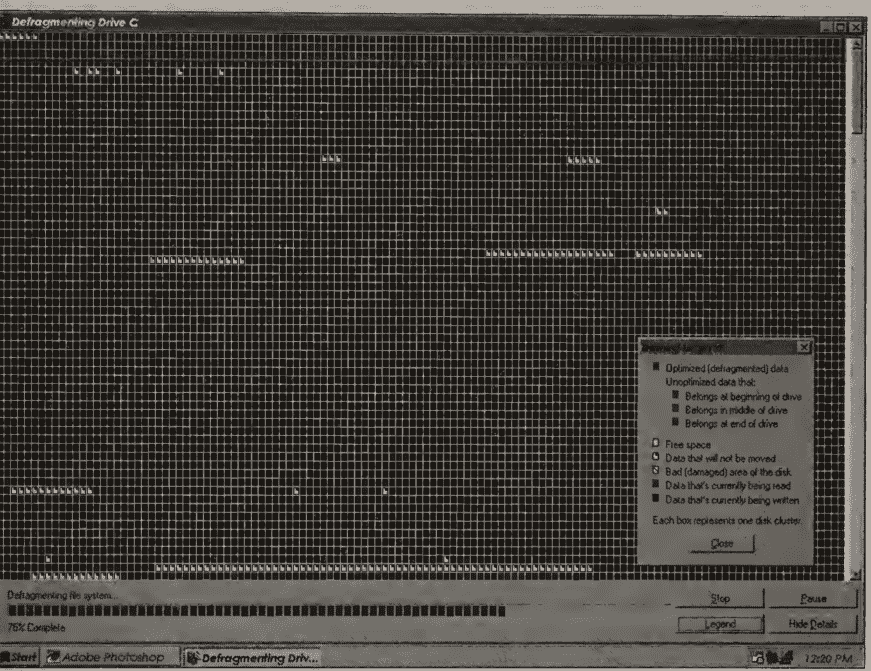 Defragmenting Drive C
Optimized (defragmented) data
Unoptimized data that:
Belongs at beginning of drive
Belongs in middle of drive
Belongs at end of drive
Free space
Data that will not be moved
Bad (damaged) area of the disk
Data that's currently being read
Data that's currently being written
Each box represents one disk cluster.
Close
Defragmenting file system...
75% Complete
Stop
Pause
Legend
Hide Details
Start
Adobe Photoshop
Defragmenting Driv...
12:20 PM